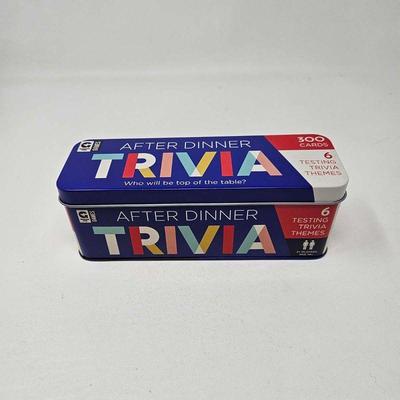 AFTER DINNER
TRIVIA
Who will be top of the table?
300
CARDS
6
TESTING
TRIVIA
THEMES
AFTER DINNER
TRIVIA
6
TESTING
TRIVIA
THEMES